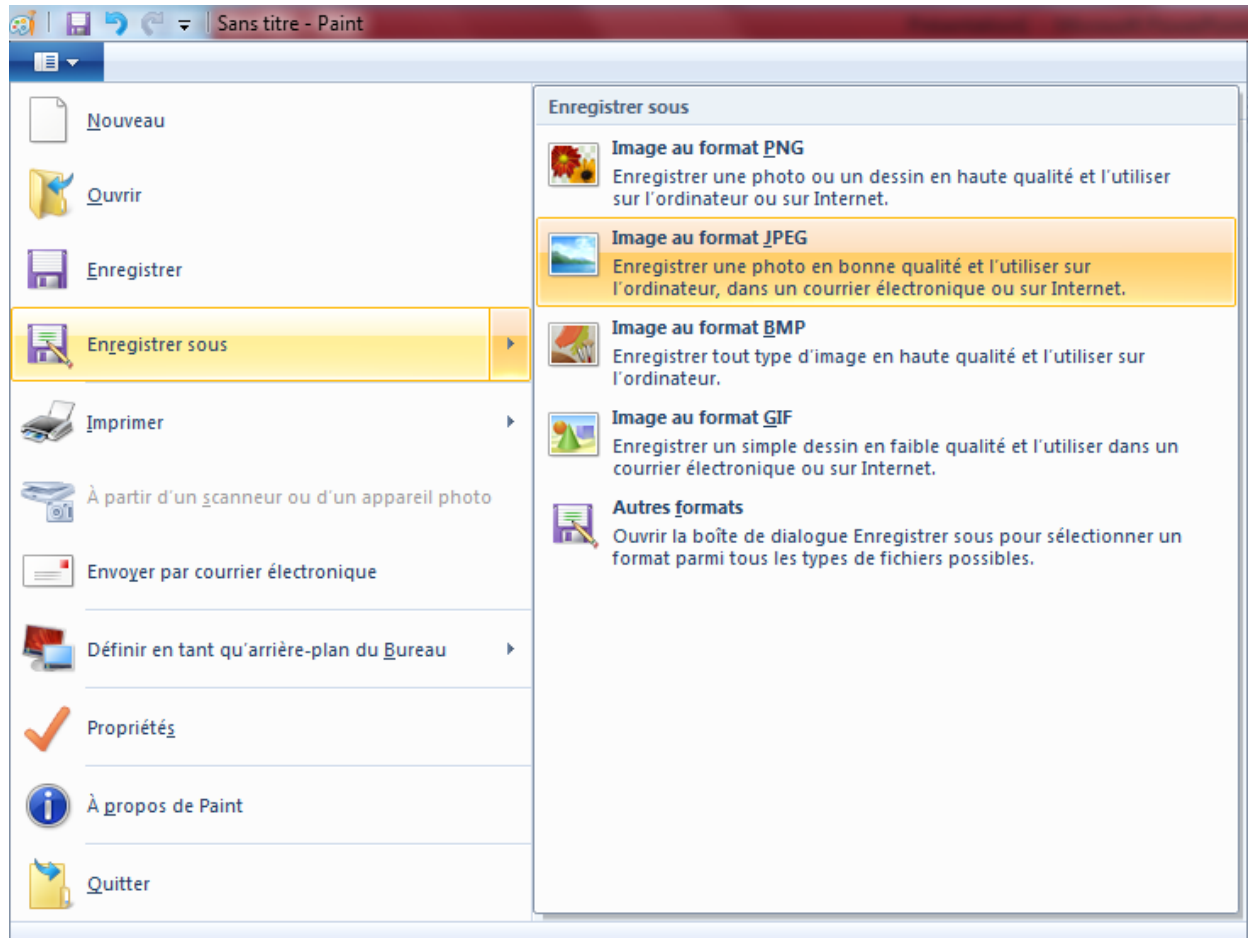 Sans titre - Paint
Nouveau
Ouvrir
Enregistrer
Enregistrer sous
Imprimer
À partir d'un scanneur ou d'un appareil photo
Envoyer par courrier électronique
Définir en tant qu'arrière-plan du Bureau
Propriétés
À propos de Paint
Quitter
Enregistrer sous
Image au format PNG
Enregistrer une photo ou un dessin en haute qualité et l'utiliser
sur l'ordinateur ou sur Internet.
Image au format JPEG
Enregistrer une photo en bonne qualité et l'utiliser sur
l'ordinateur, dans un courrier électronique ou sur Internet.
Image au format BMP
Enregistrer tout type d'image en haute qualité et l'utiliser sur
l'ordinateur.
Image au format GIF
Enregistrer un simple dessin en faible qualité et l'utiliser dans un
courrier électronique ou sur Internet.
Autres formats
Ouvrir la boîte de dialogue Enregistrer sous pour sélectionner un
format parmi tous les types de fichiers possibles.